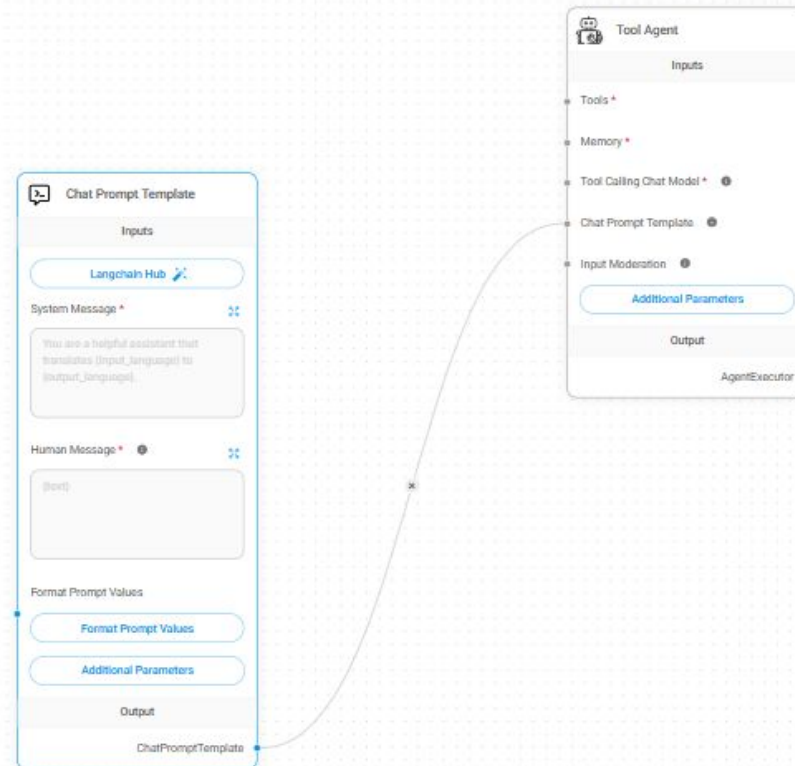 Tool Agent
Inputs
Tools *
Memory *
Tool Calling Chat Model *
Chat Prompt Template
Input Moderation
Additional Parameters
Output
AgentExecutor
Chat Prompt Template
Inputs
Langchain Hub
System Message *
You are a helpful assistant that
translates {input_language} to
{output_language}.
Human Message *
{text}
Format Prompt Values
Format Prompt Values
Additional Parameters
Output
ChatPromptTemplate